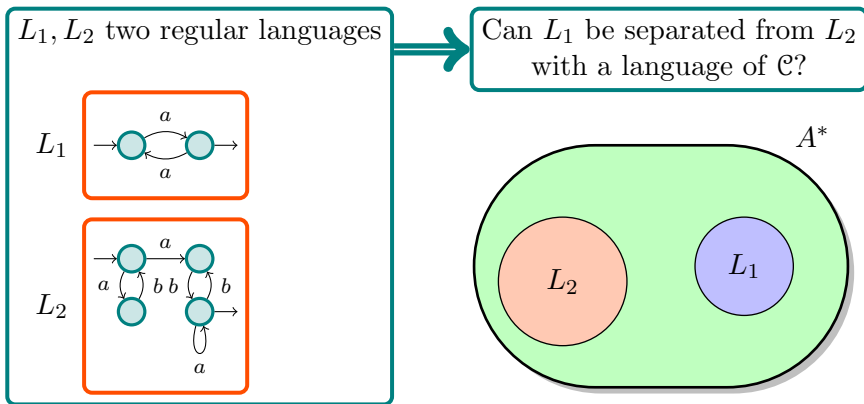 L₁, L₂ two regular languages
Can L₁ be separated from L₂
with a language of 𝒞?
L₁
a
a
L₂
a
a
b
b
b
a
A*
L₂
L₁